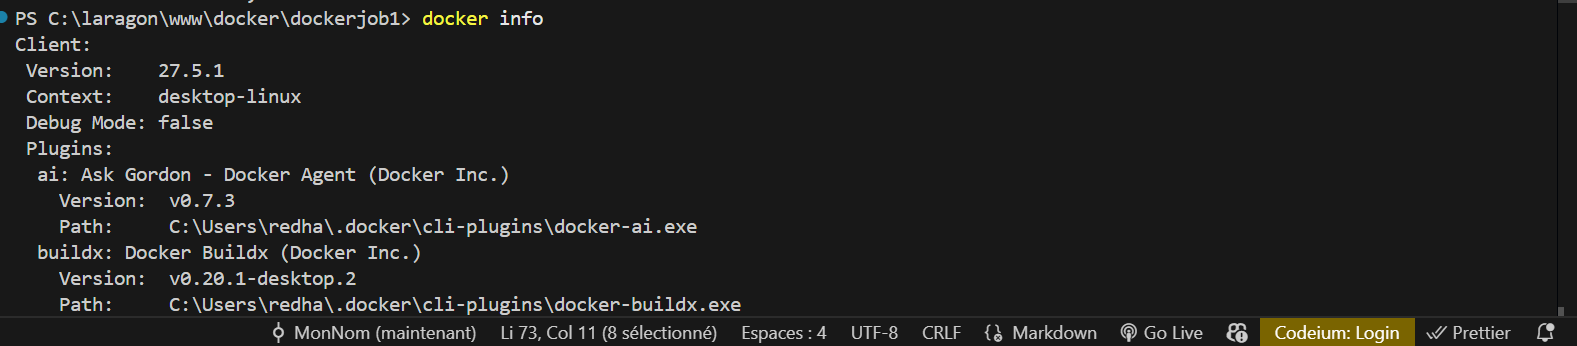 PS C:\laragon\www\docker\dockerjob1> docker info
Client:
 Version:    27.5.1
 Context:    desktop-linux
 Debug Mode: false
 Plugins:
  ai: Ask Gordon - Docker Agent (Docker Inc.)
    Version:  v0.7.3
    Path:     C:\Users\redha\.docker\cli-plugins\docker-ai.exe
  buildx: Docker Buildx (Docker Inc.)
    Version:  v0.20.1-desktop.2
    Path:     C:\Users\redha\.docker\cli-plugins\docker-buildx.exe
MonNom (maintenant) Li 73, Col 11 (8 sélectionné) Espaces : 4 UTF-8 CRLF Markdown Go Live Codeium: Login Prettier